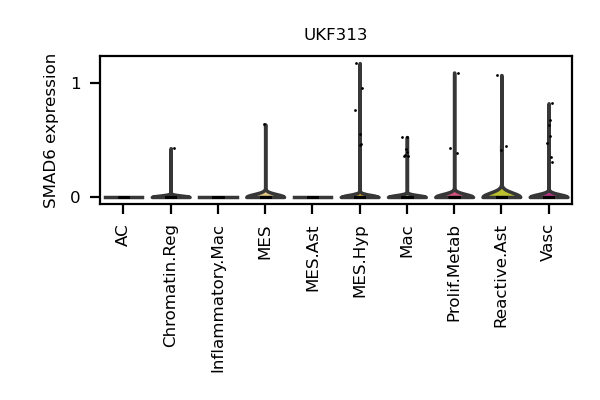 UKF313
SMAD6 expression
1
0
AC
Chromatin.Reg
Inflammatory.Mac
MES
MES.Ast
MES.Hyp
Mac
Prolif.Metab
Reactive.Ast
Vasc